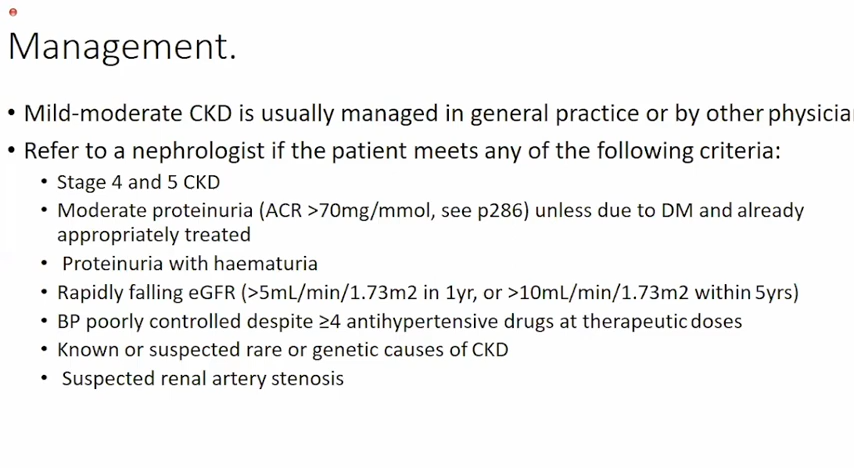 Management.
• Mild-moderate CKD is usually managed in general practice or by other physicia
• Refer to a nephrologist if the patient meets any of the following criteria:
• Stage 4 and 5 CKD
• Moderate proteinuria (ACR >70mg/mmol, see p286) unless due to DM and already
appropriately treated
• Proteinuria with haematuria
• Rapidly falling eGFR (>5mL/min/1.73m2 in 1yr, or >10mL/min/1.73m2 within 5yrs)
• BP poorly controlled despite ≥4 antihypertensive drugs at therapeutic doses
• Known or suspected rare or genetic causes of CKD
• Suspected renal artery stenosis